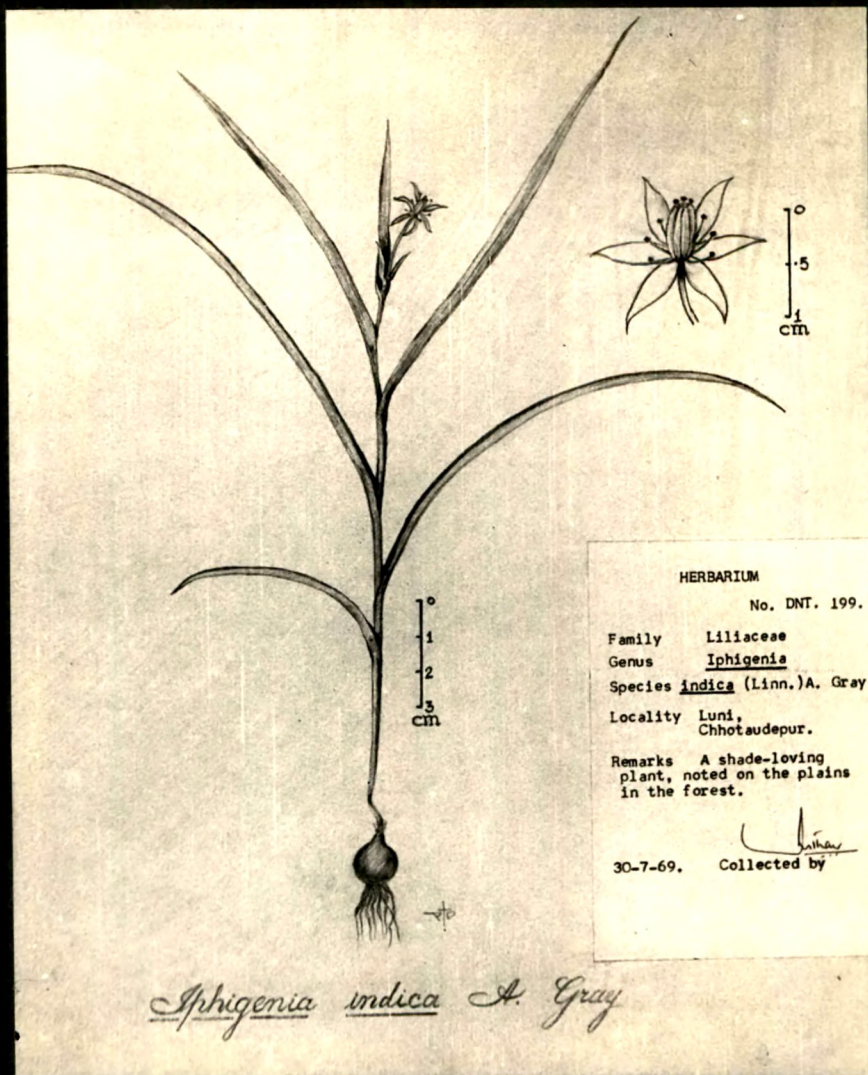 0
.5
1
cm
HERBARIUM
No. DNT. 199.
Family Liliaceae
Genus Iphigenia
Species indica (Linn.)A. Gray
Locality Luni,
Chhotaudepur.
Remarks A shade-loving
plant, noted on the plains
in the forest.
30-7-69. Collected by
0
1
2
3
cm
Iphigenia indica A. Gray